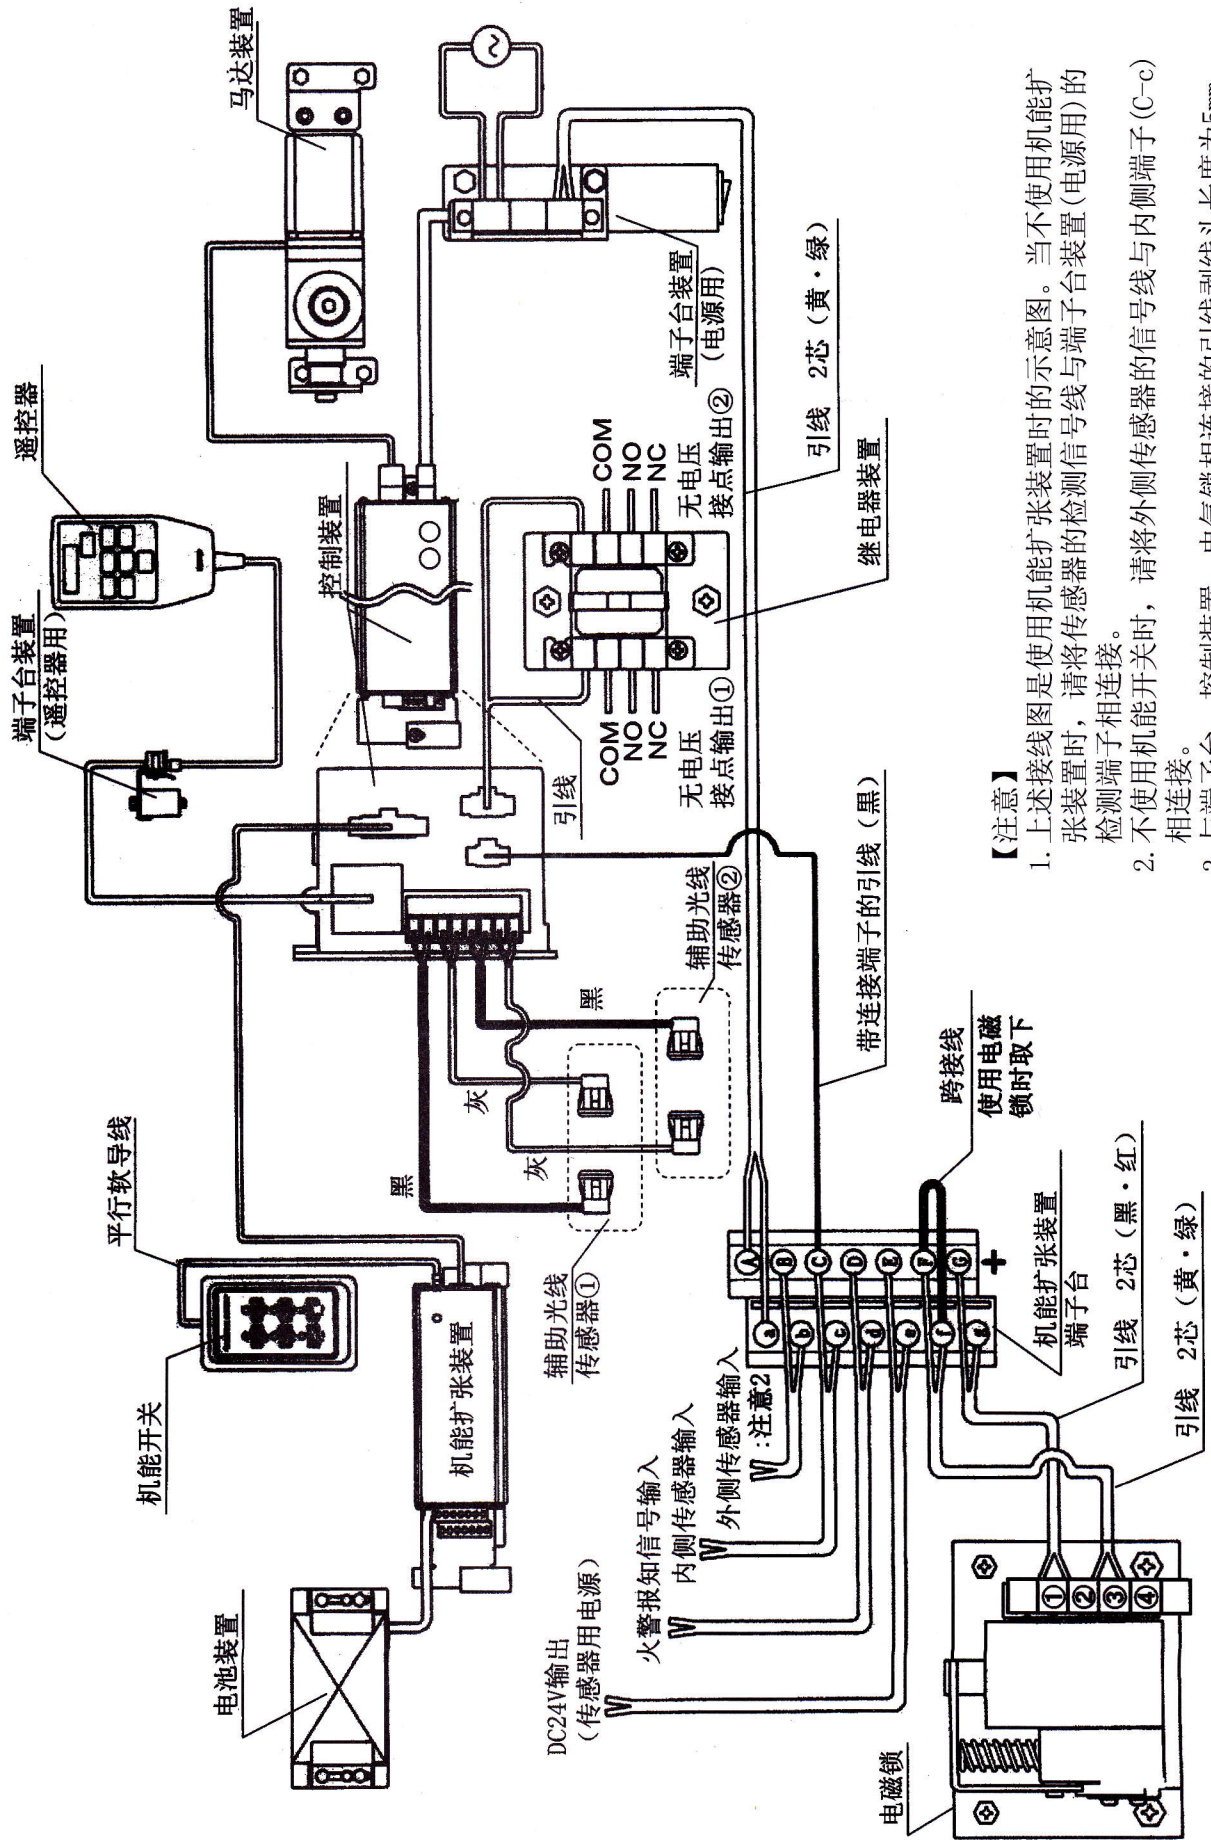 马达装置
遥控器
端子台装置
(遥控器用)
控制装置
端子台装置
(电源用)
引线 2芯 (黄·绿)
继电器装置
COM
NO
NC
无电压
接点输出②
COM
NO
NC
无电压
接点输出①
引线
带连接端子的引线 (黑)
辅助光线
传感器②
黑
灰
灰
黑
辅助光线
传感器①
平行软导线
机能开关
机能扩张装置
电池装置
跨接线
使用电磁
锁时取下
机能扩张装置
端子台
A
B
C
D
E
F
G
+
a
b
c
d
e
f
g
引线 2芯 (黑·红)
引线 2芯 (黄·绿)
外侧传感器输入
:注意2
内侧传感器输入
火警报知信号输入
DC24V输出
(传感器用电源)
电磁锁
①
②
③
④
【注意】
1. 上述接线图是使用机能扩张装置时的示意图。当不使用机能扩
张装置时，请将传感器的检测信号线与端子台装置(电源用)的
检测端子相连接。
2. 不使用机能开关时，请将外侧传感器的信号线与内侧端子(C-c)
相连接。